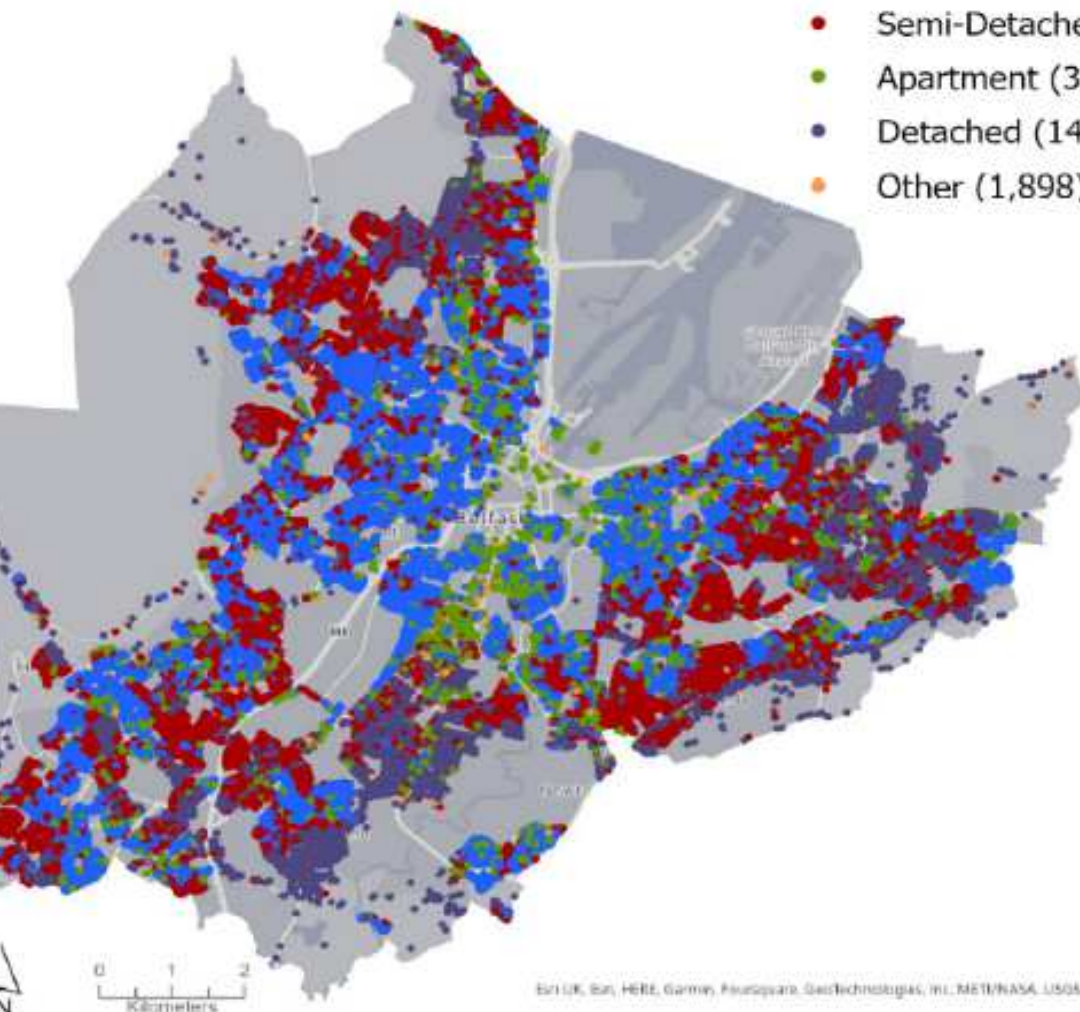 Semi-Detache
Apartment (3
Detached (14
Other (1,898)
Belfast
0 1 2
Kilometers
Esri UK, Esri, HERE, Garmin, Foursquare, GeoTechnologies, Inc, METI/NASA, USGS